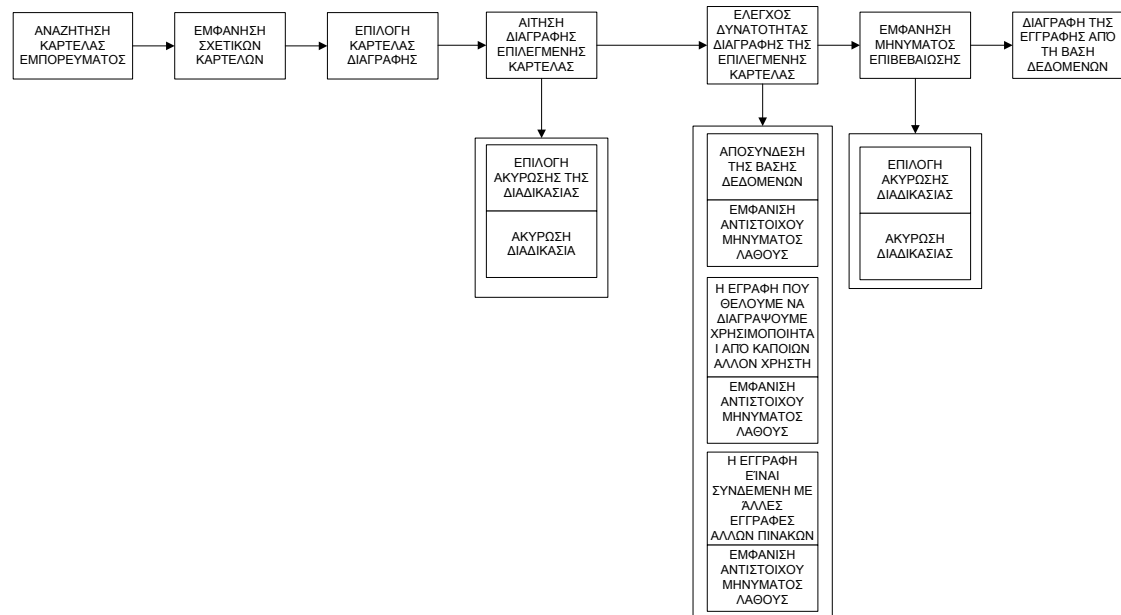 ΑΝΑΖΗΤΗΣΗ
ΚΑΡΤΕΛΑΣ
ΕΜΠΟΡΕΥΜΑΤΟΣ
ΕΜΦΑΝΗΣΗ
ΣΧΕΤΙΚΩΝ
ΚΑΡΤΕΛΩΝ
ΕΠΙΛΟΓΗ
ΚΑΡΤΕΛΑΣ
ΔΙΑΓΡΑΦΗΣ
ΑΙΤΗΣΗ
ΔΙΑΓΡΑΦΗΣ
ΕΠΙΛΕΓΜΕΝΗΣ
ΚΑΡΤΕΛΑΣ
ΕΛΕΓΧΟΣ
ΔΥΝΑΤΟΤΗΤΑΣ
ΔΙΑΓΡΑΦΗΣ ΤΗΣ
ΕΠΙΛΕΓΜΕΝΗΣ
ΚΑΡΤΕΛΑΣ
ΕΜΦΑΝΗΣΗ
ΜΗΝΥΜΑΤΟΣ
ΕΠΙΒΕΒΑΙΩΣΗΣ
ΔΙΑΓΡΑΦΗ ΤΗΣ
ΕΓΓΡΑΦΗΣ ΑΠΌ
ΤΗ ΒΑΣΗ
ΔΕΔΟΜΕΝΩΝ
ΕΠΙΛΟΓΗ
ΑΚΥΡΩΣΗΣ ΤΗΣ
ΔΙΑΔΙΚΑΣΙΑΣ
ΑΚΥΡΩΣΗ
ΔΙΑΔΙΚΑΣΙΑ
ΑΠΟΣΥΝΔΕΣΗ
ΤΗΣ ΒΑΣΗΣ
ΔΕΔΟΜΕΝΩΝ
ΕΜΦΑΝΙΣΗ
ΑΝΤΙΣΤΟΙΧΟΥ
ΜΗΝΥΜΑΤΟΣ
ΛΑΘΟΥΣ
Η ΕΓΡΑΦΗ ΠΟΥ
ΘΕΛΟΥΜΕ ΝΑ
ΔΙΑΓΡΑΨΟΥΜΕ
ΧΡΗΣΙΜΟΠΟΙΗΤΑ
Ι ΑΠΌ ΚΑΠΟΙΩΝ
ΑΛΛΟΝ ΧΡΗΣΤΗ
ΕΜΦΑΝΙΣΗ
ΑΝΤΙΣΤΟΙΧΟΥ
ΜΗΝΥΜΑΤΟΣ
ΛΑΘΟΥΣ
Η ΕΓΓΡΑΦΗ
ΕΊΝΑΙ
ΣΥΝΔΕΜΕΝΗ ΜΕ
ΆΛΛΕΣ
ΕΓΓΡΑΦΕΣ
ΑΛΛΩΝ ΠΙΝΑΚΩΝ
ΕΜΦΑΝΙΣΗ
ΑΝΤΙΣΤΟΙΧΟΥ
ΜΗΝΥΜΑΤΟΣ
ΛΑΘΟΥΣ
ΕΠΙΛΟΓΗ
ΑΚΥΡΩΣΗΣ
ΔΙΑΔΙΚΑΣΙΑΣ
ΑΚΥΡΩΣΗ
ΔΙΑΔΙΚΑΣΙΑΣ